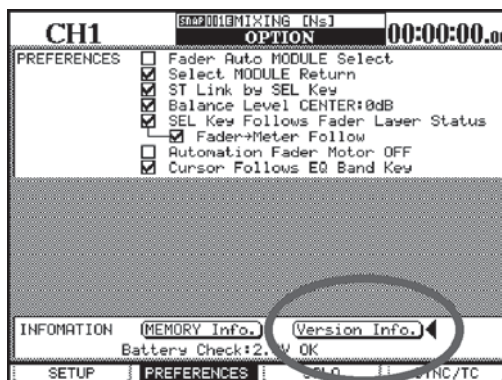 CH1
SNAP 001 MIXING [Ns]
OPTION
00:00:00.
PREFERENCES
Fader Auto MODULE Select
Select MODULE Return
ST Link by SEL Key
Balance Level CENTER:0dB
SEL Key Follows Fader Layer Status
Fader→Meter Follow
Automation Fader Motor OFF
Cursor Follows EQ Band Key
INFOMATION
(MEMORY Info.)
(Version Info.)
Battery Check:2. V OK
SETUP
PREFERENCES
SYNC/TC